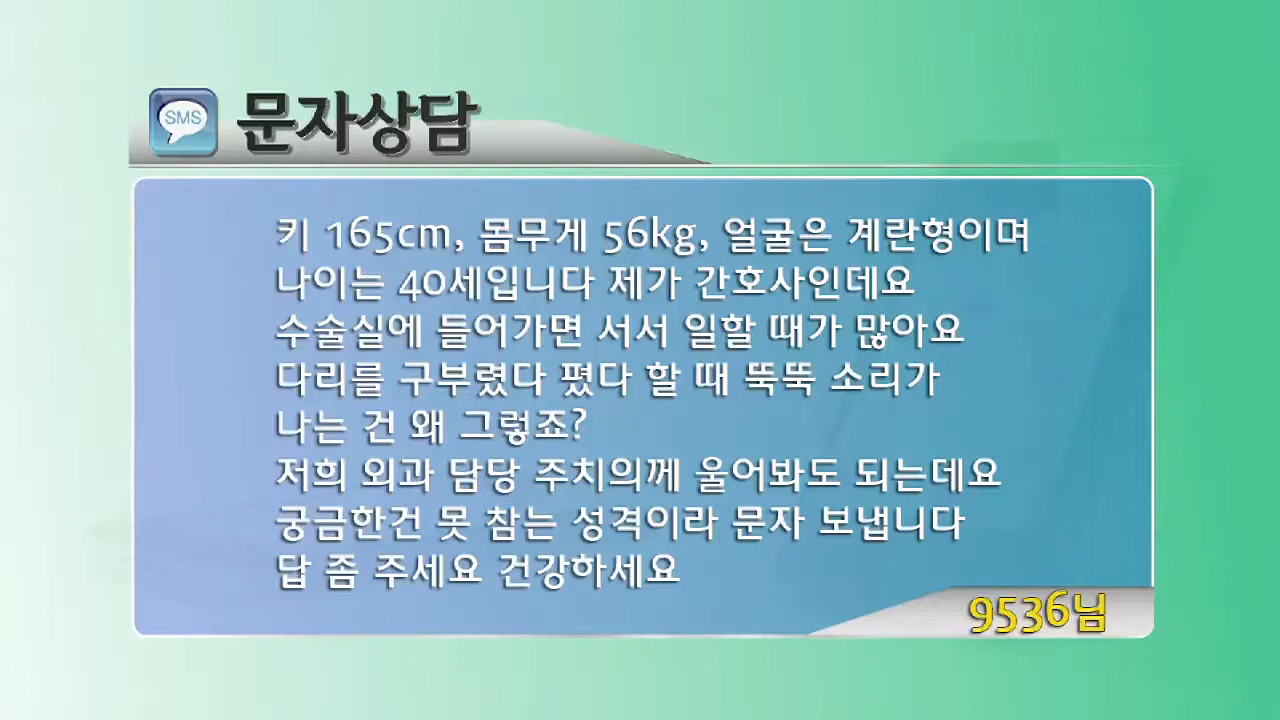 SMS 문자상담
키 165cm, 몸무게 56kg, 얼굴은 계란형이며
나이는 40세입니다 제가 간호사인데요
수술실에 들어가면 서서 일할 때가 많아요
다리를 구부렸다 폈다 할 때 뚝뚝 소리가
나는 건 왜 그렇죠?
저희 외과 담당 주치의께 울어봐도 되는데요
궁금한건 못 참는 성격이라 문자 보냅니다
답 좀 주세요 건강하세요
9536님